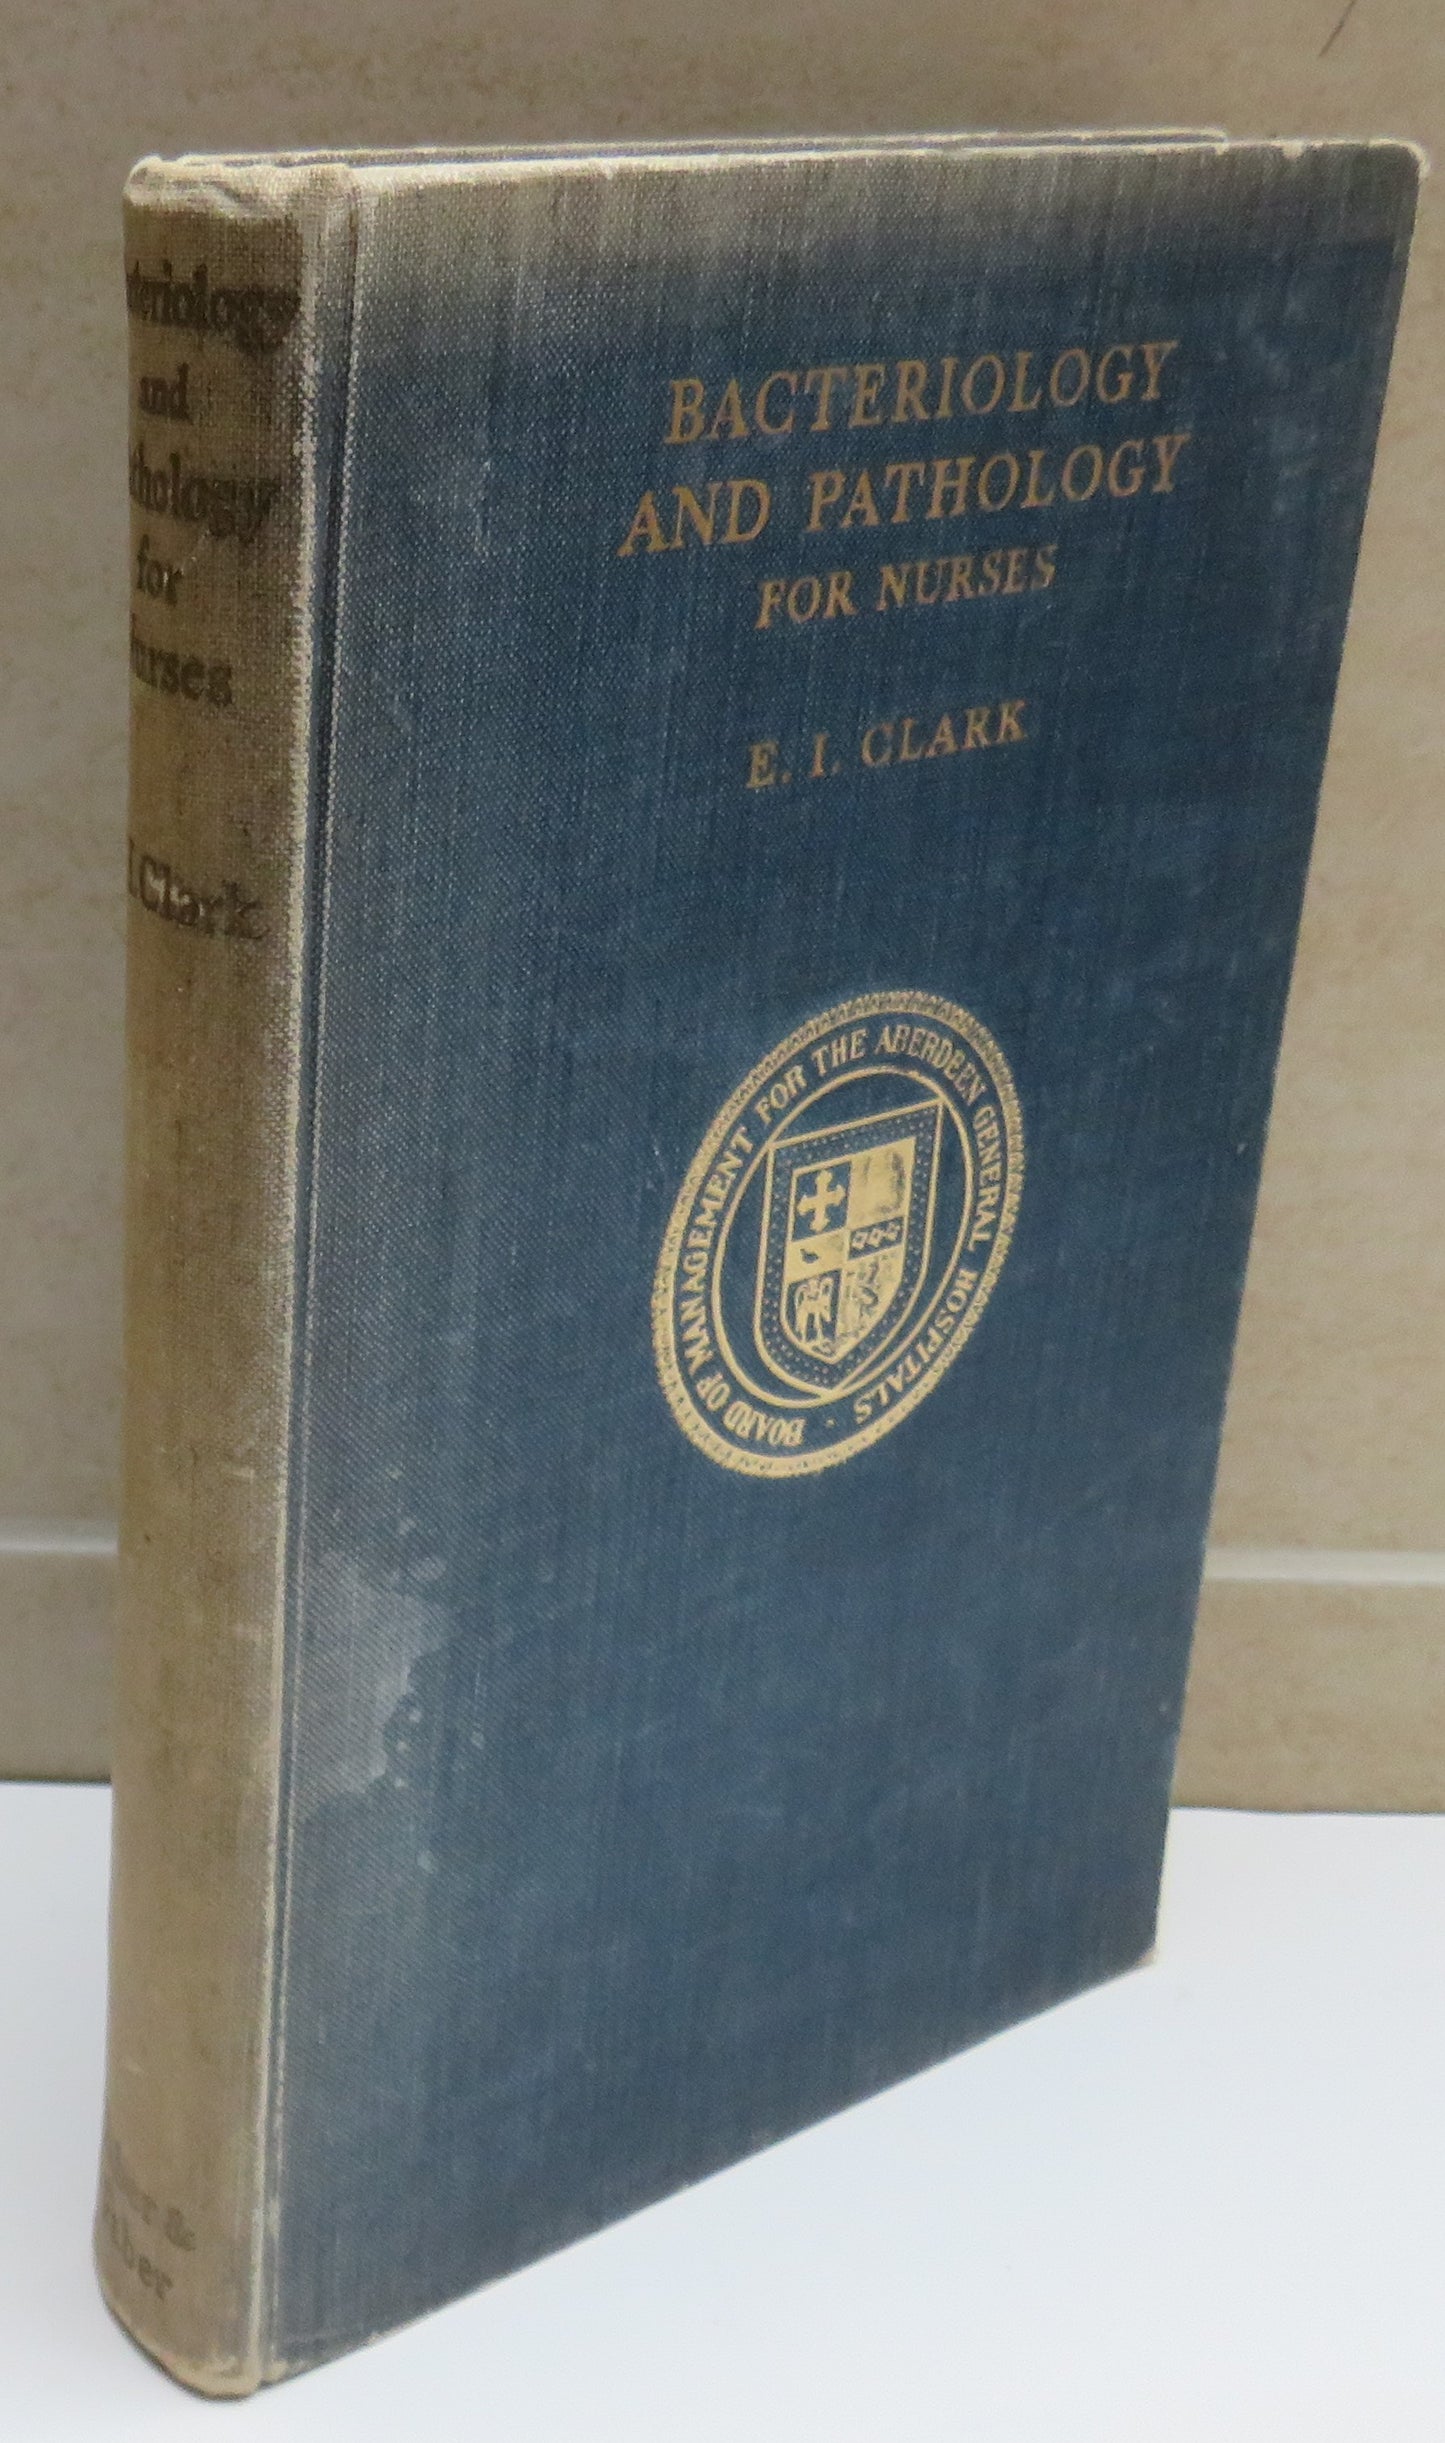 BACTERIOLOGY
AND PATHOLOGY
FOR NURSES
E. I. CLARK
BOARD OF MANAGEMENT FOR THE ABERDEEN GENERAL HOSPITALS ·
and
for
Clark
&